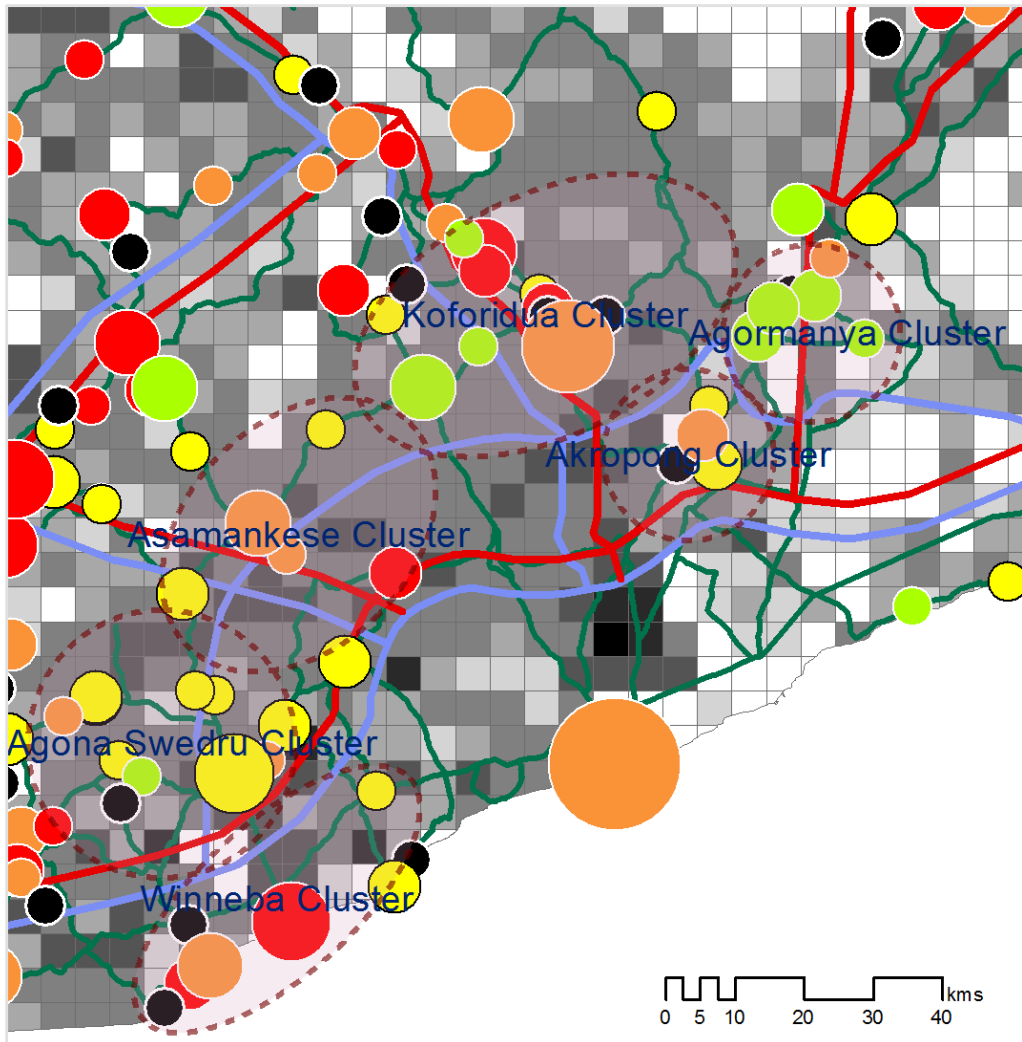 Koforidua Cluster
Agormanya Cluster
Akropong Cluster
Asamankese Cluster
Agona Swedru Cluster
Winneba Cluster
kms
0 5 10 20 30 40